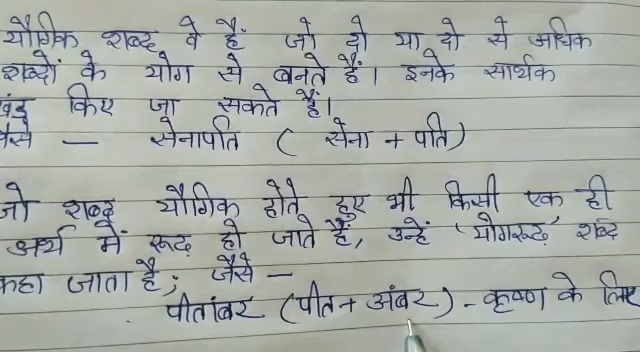 यौगिक शब्द वे हैं जो दो या दो से अधिक
शब्दों के योग से बनते हैं। इनके सार्थक
खंड किए जा सकते हैं।
जैसे — सेनापति ( सेना + पति)
जो शब्द यौगिक होते हुए भी किसी एक ही
अर्थ में रूढ़ हो जाते हैं, उन्हें 'योगरूढ़' शब्द
कहा जाता है; जैसे —
पीतांबर (पीत + अंबर) - कृष्ण के लिए